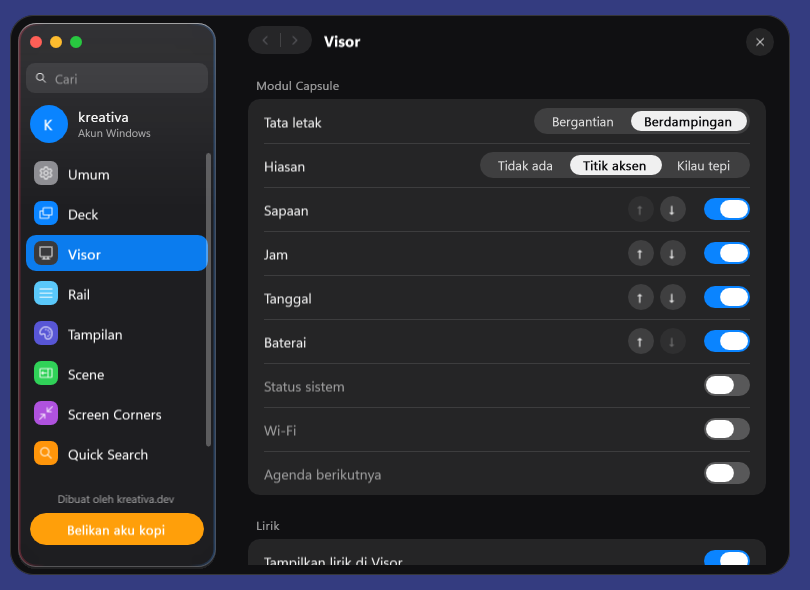 Cari
K
kreativa
Akun Windows
Umum
Deck
Visor
Rail
Tampilan
Scene
Screen Corners
Quick Search
Dibuat oleh kreativa.dev
Belikan aku kopi
Visor
Modul Capsule
Tata letak Bergantian Berdampingan
Hiasan Tidak ada Titik aksen Kilau tepi
Sapaan
Jam
Tanggal
Baterai
Status sistem
Wi-Fi
Agenda berikutnya
Lirik
Tampilkan lirik di Visor